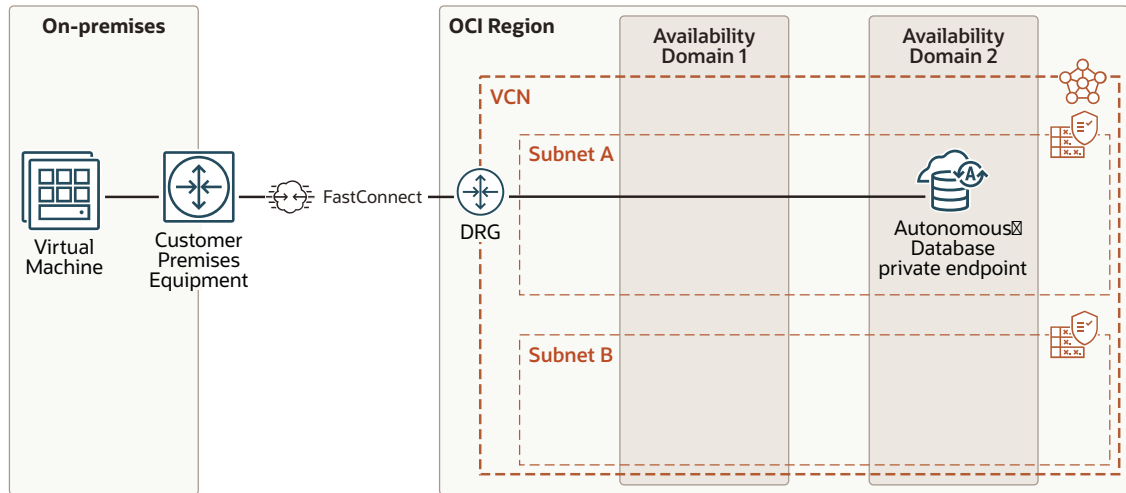 On-premises
OCI Region
Availability
Domain 1
Availability
Domain 2
VCN
Subnet A
FastConnect
DRG
Virtual
Machine
Customer
Premises
Equipment
Autonomous
Database
private endpoint
Subnet B